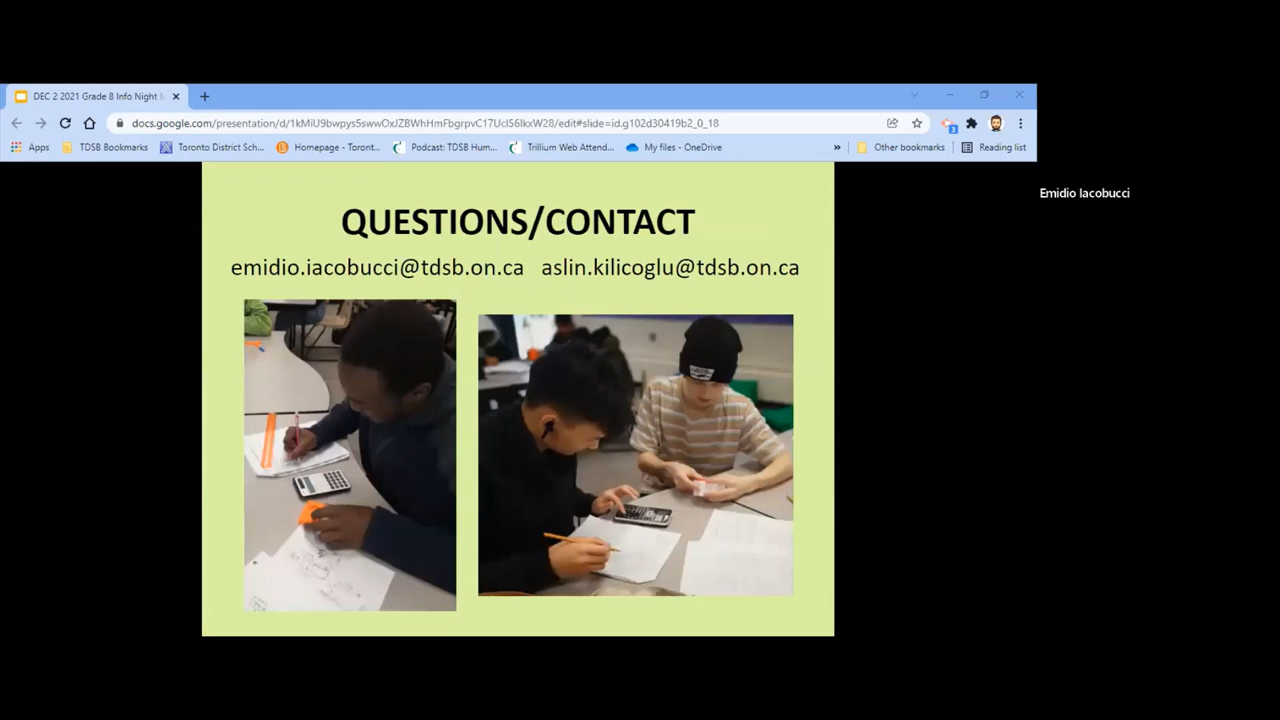 DEC 2 2021 Grade 8 Info Night
docs.google.com/presentation/d/1kMiU9bwpys5swwOxJZBWhHmFbgrpvC17UcI56IkxW28/edit#slide=id.g102d30419b2_0_18
Apps TDSB Bookmarks Toronto District Sch... Homepage - Toront... Podcast: TDSB Hum... Trillium Web Attend... My files - OneDrive » Other bookmarks Reading list
Emidio Iacobucci
QUESTIONS/CONTACT
emidio.iacobucci@tdsb.on.ca aslin.kilicoglu@tdsb.on.ca